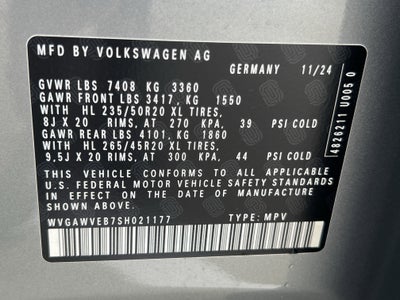 MFD BY VOLKSWAGEN AG
GERMANY 11/24
GVWR LBS 7408 KG 3360
GAWR FRONT LBS 3417, KG 1550
WITH HL 235/50R20 XL TIRES,
8J X 20 RIMS, AT 270 KPA, 39 PSI COLD
GAWR REAR LBS 4101, KG 1860
WITH HL 265/45R20 XL TIRES,
9,5J X 20 RIMS, AT 300 KPA, 44 PSI COLD
THIS VEHICLE CONFORMS TO ALL APPLICABLE
U.S. FEDERAL MOTOR VEHICLE SAFETY STANDARDS
IN EFFECT ON THE DATE OF MANUFACTURE
SHOWN ABOVE.
WVGAWVEB7SH021177 TYPE: MPV
4826211 U005 0